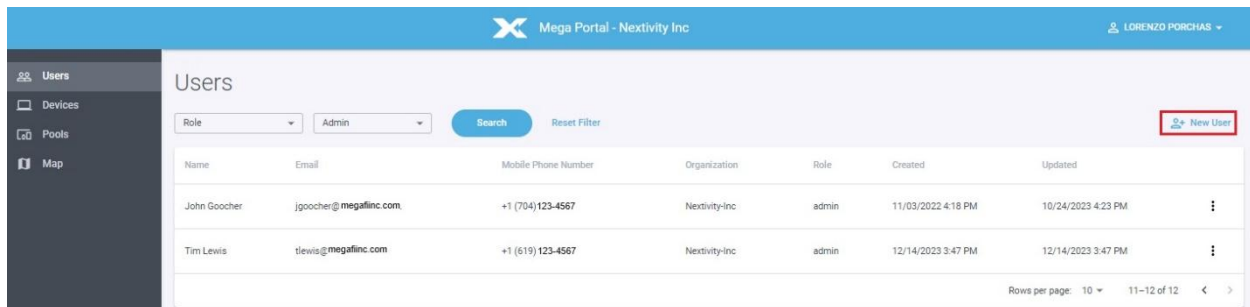 Mega Portal - Nextivity Inc
LORENZO PORCHAS
Users
Devices
Pools
Map
Users
Role Admin Search Reset Filter New User
Name Email Mobile Phone Number Organization Role Created Updated
John Goocher jgoocher@megafiinc.com, +1 (704)123-4567 Nextivity-Inc admin 11/03/2022 4:18 PM 10/24/2023 4:23 PM
Tim Lewis tlewis@megafiinc.com +1 (619) 123-4567 Nextivity-Inc admin 12/14/2023 3:47 PM 12/14/2023 3:47 PM
Rows per page: 10 11–12 of 12